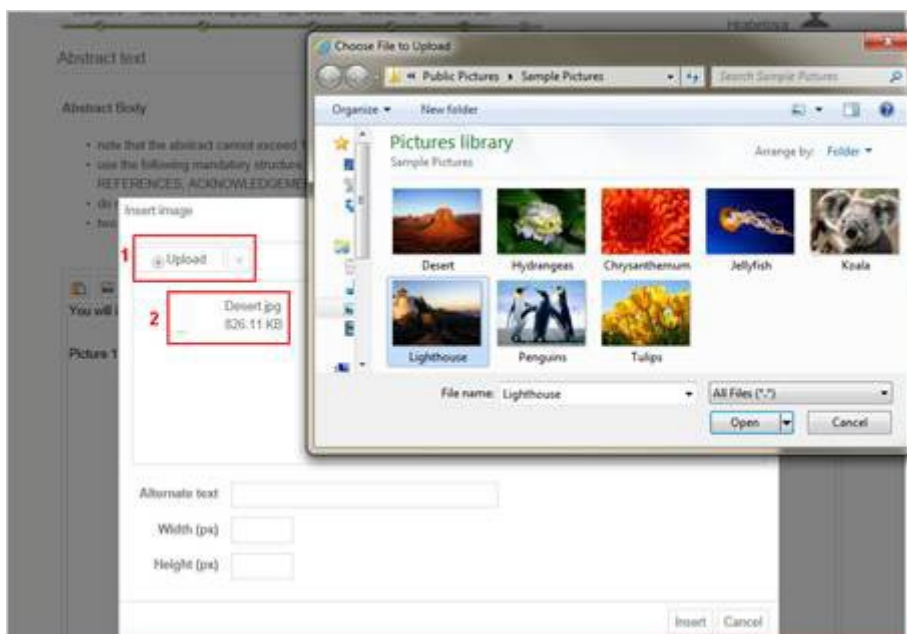 Abstract text
Abstract Body
note that the abstract cannot exceed
use the following mandatory structure
REFERENCES, ACKNOWLEDGEME
Insert image
1
Upload
2
Desert.jpg
826.11 KB
You will
Picture 1
Alternate text
Width (px)
Height (px)
Insert Cancel
Choose File to Upload
« Public Pictures Sample Pictures
Search Sample Pictures
Organize New folder
Pictures library
Sample Pictures
Arrange by: Folder
Desert Hydrangeas Chrysanthemum Jellyfish Koala
Lighthouse Penguins Tulips
File name: Lighthouse
All Files (*.*)
Open Cancel